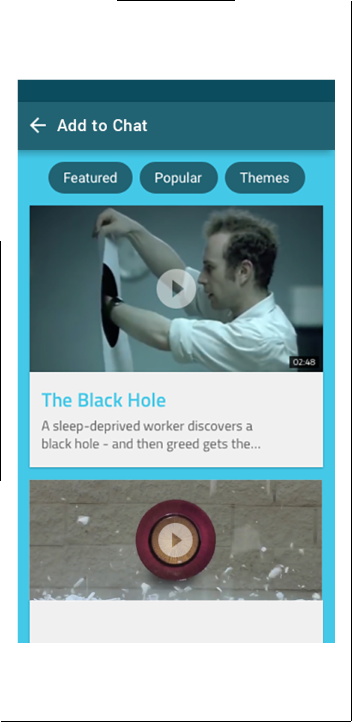 Add to Chat
Featured Popular Themes
02:48
The Black Hole
A sleep-deprived worker discovers a
black hole - and then greed gets the...